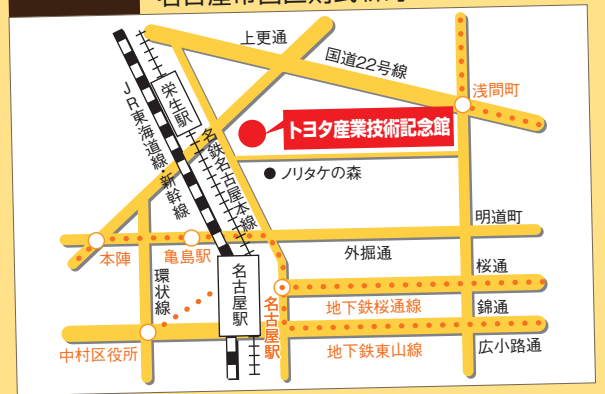 上更通
国道22号線
栄生駅
浅間町
JR東海道線・新幹線
名鉄名古屋本線
トヨタ産業技術記念館
ノリタケの森
明道町
本陣
亀島駅
外掘通
環状線
名古屋駅
名古屋駅
桜通
地下鉄桜通線
錦通
中村区役所
地下鉄東山線
広小路通